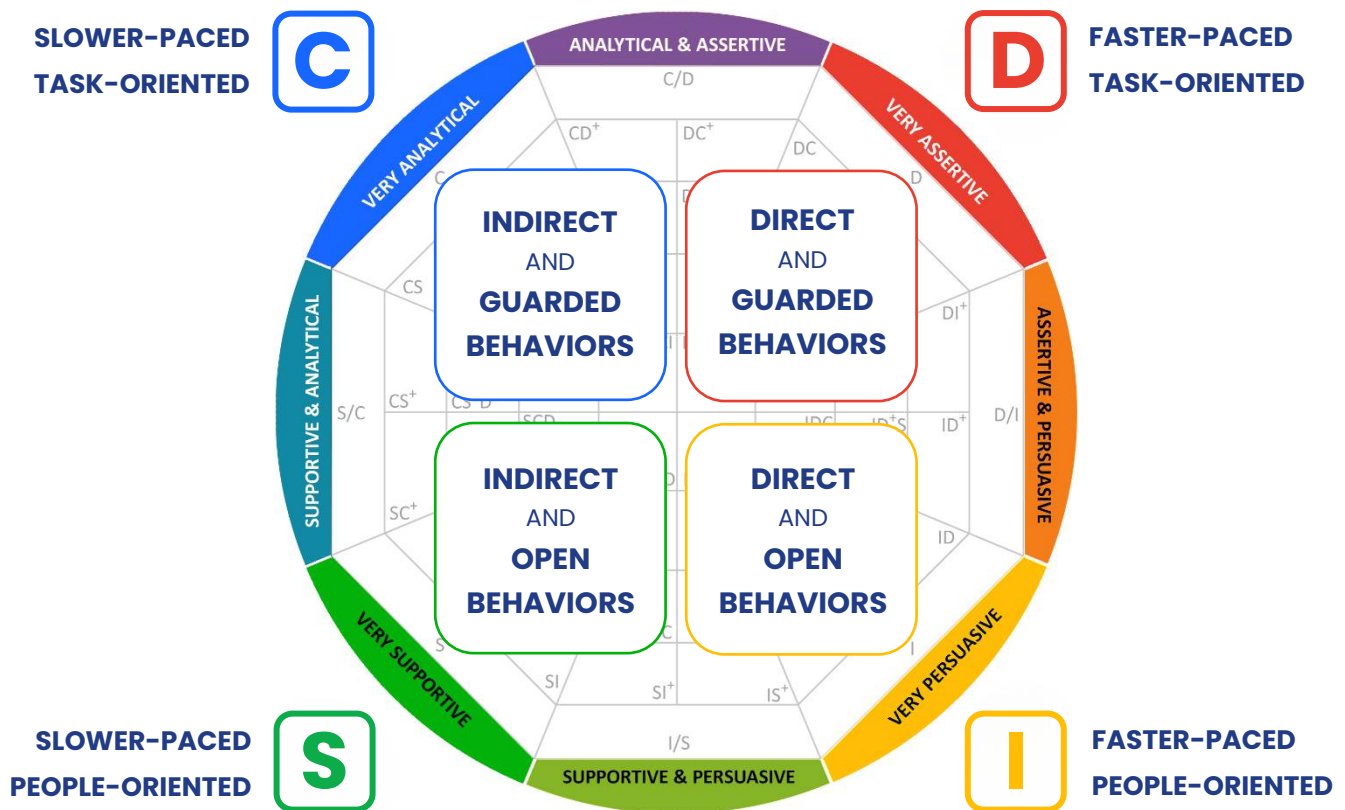 SLOWER-PACED
TASK-ORIENTED
C
ANALYTICAL & ASSERTIVE
D
FASTER-PACED
TASK-ORIENTED
C/D
VERY ANALYTICAL
VERY ASSERTIVE
CD+
DC+
DC
C
D
INDIRECT
AND
GUARDED
BEHAVIORS
DIRECT
AND
GUARDED
BEHAVIORS
CS
DI+
SUPPORTIVE & ANALYTICAL
ASSERTIVE & PERSUASIVE
S/C
CS+
ID+S
ID+
D/I
INDIRECT
AND
OPEN
BEHAVIORS
DIRECT
AND
OPEN
BEHAVIORS
SC+
ID
VERY SUPPORTIVE
VERY PERSUASIVE
S
I
SI
SI+
IS+
I/S
SUPPORTIVE & PERSUASIVE
SLOWER-PACED
PEOPLE-ORIENTED
S
I
FASTER-PACED
PEOPLE-ORIENTED